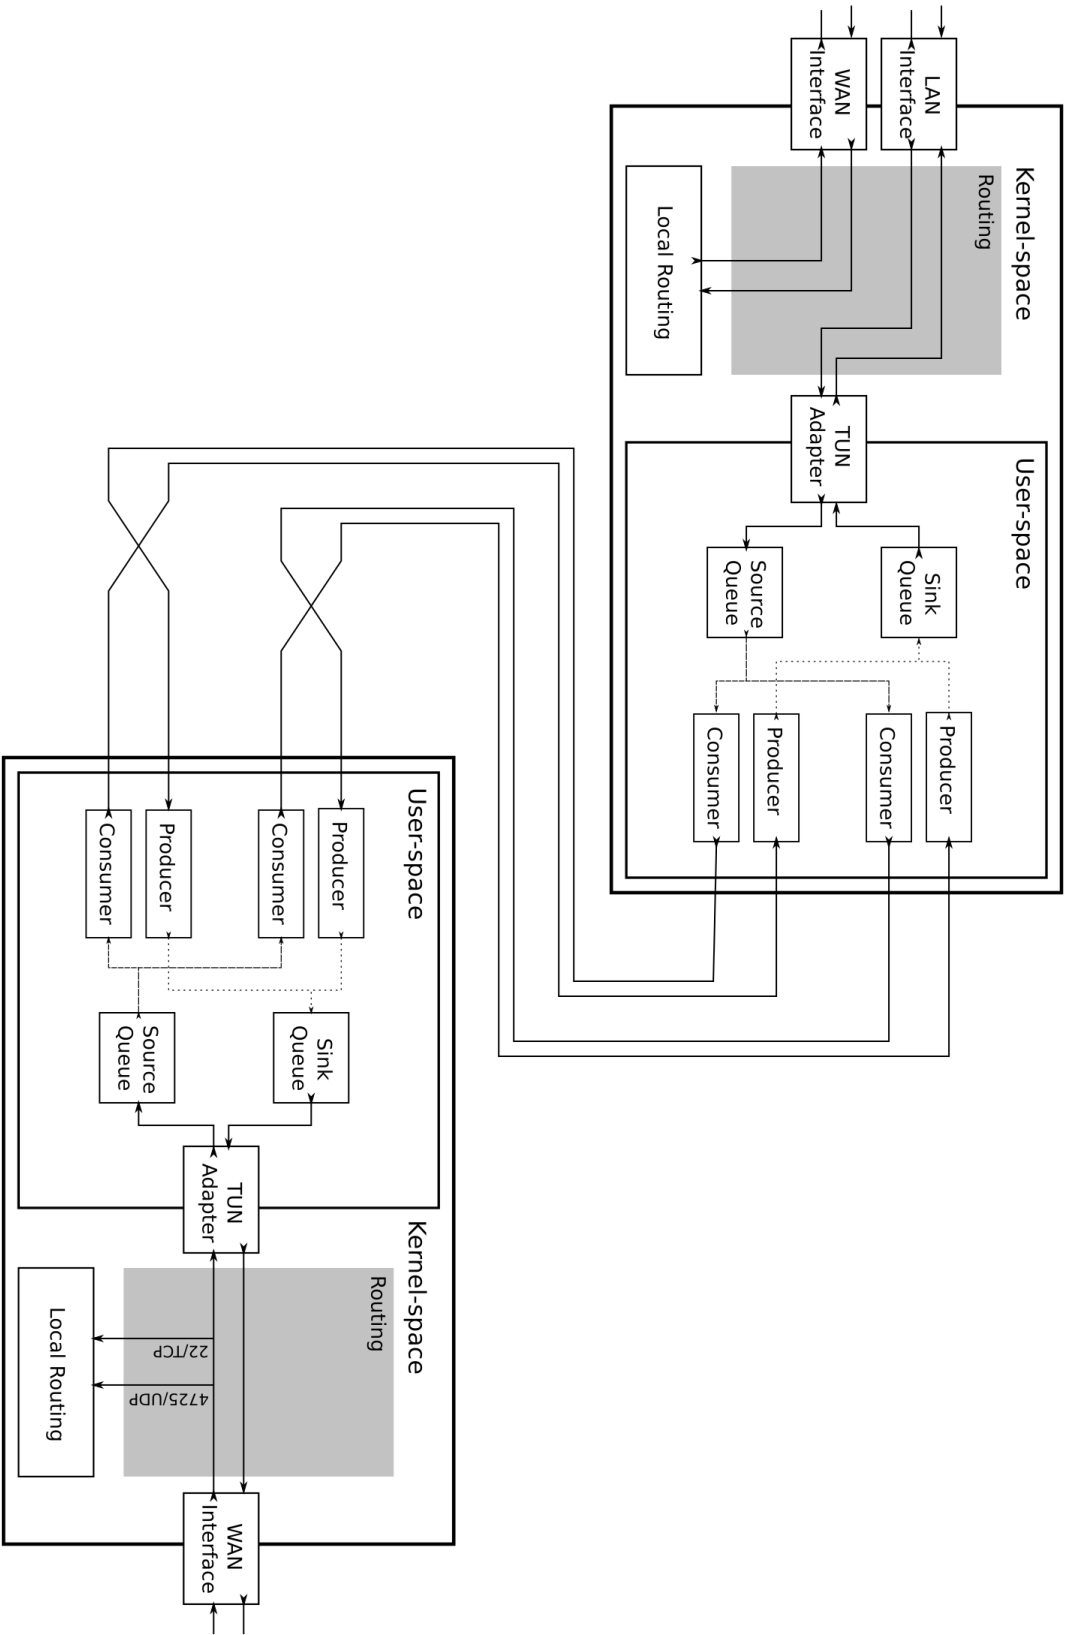 LAN
Interface
WAN
Interface
Kernel-space
Routing
Local Routing
User-space
TUN
Adapter
Sink
Queue
Source
Queue
Producer
Consumer
Producer
Consumer
User-space
Producer
Consumer
Producer
Consumer
Sink
Queue
Source
Queue
TUN
Adapter
Kernel-space
Routing
22/TCP
4725/UDP
Local Routing
WAN
Interface